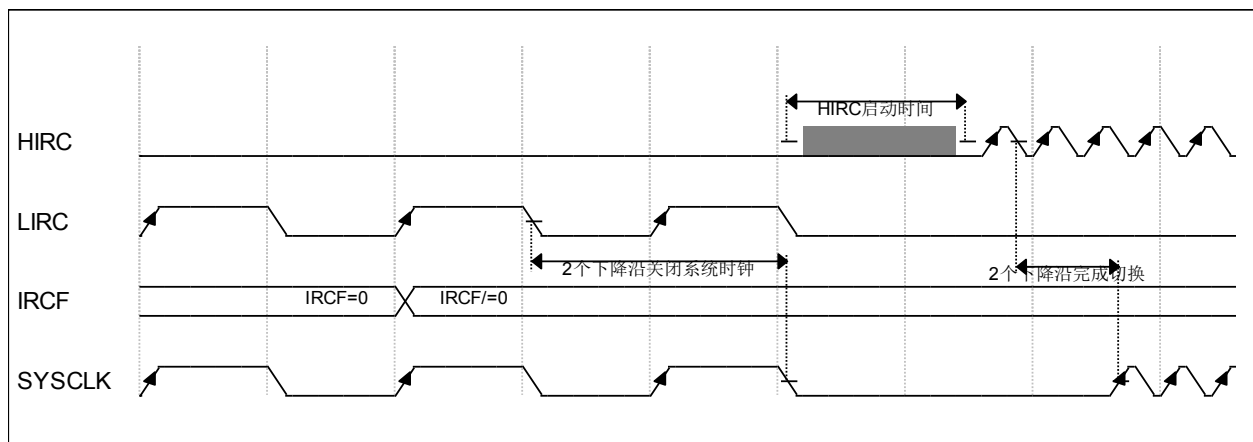 HIRC启动时间
HIRC
LIRC
2个下降沿关闭系统时钟
2个下降沿完成切换
IRCF
IRCF=0
IRCF/=0
SYSCLK